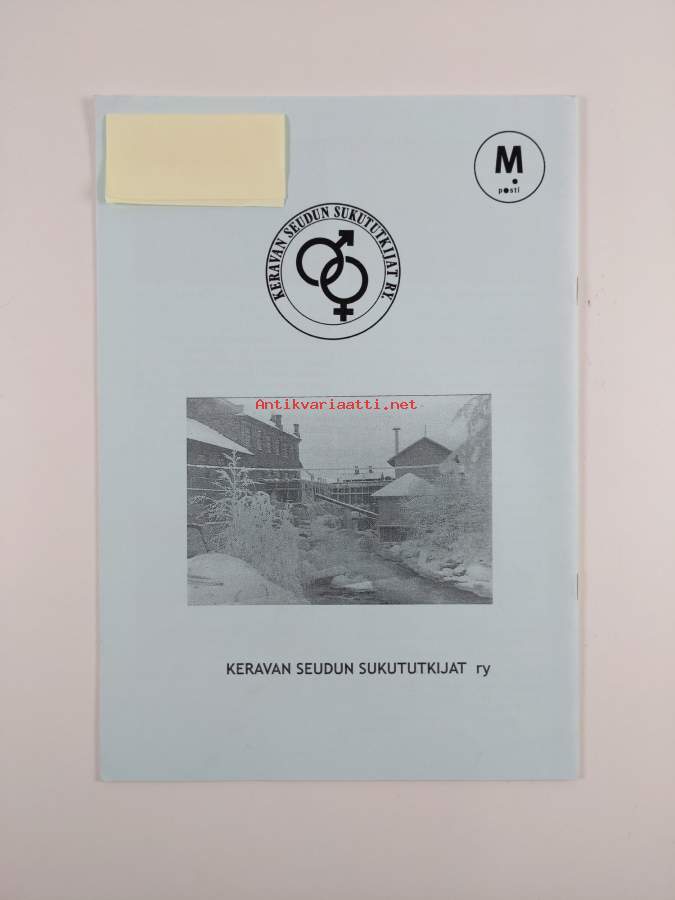 M
posti
KERAVAN SEUDUN SUKUTUTKIJAT RY.
Antikvariaatti.net
KERAVAN SEUDUN SUKUTUTKIJAT ry